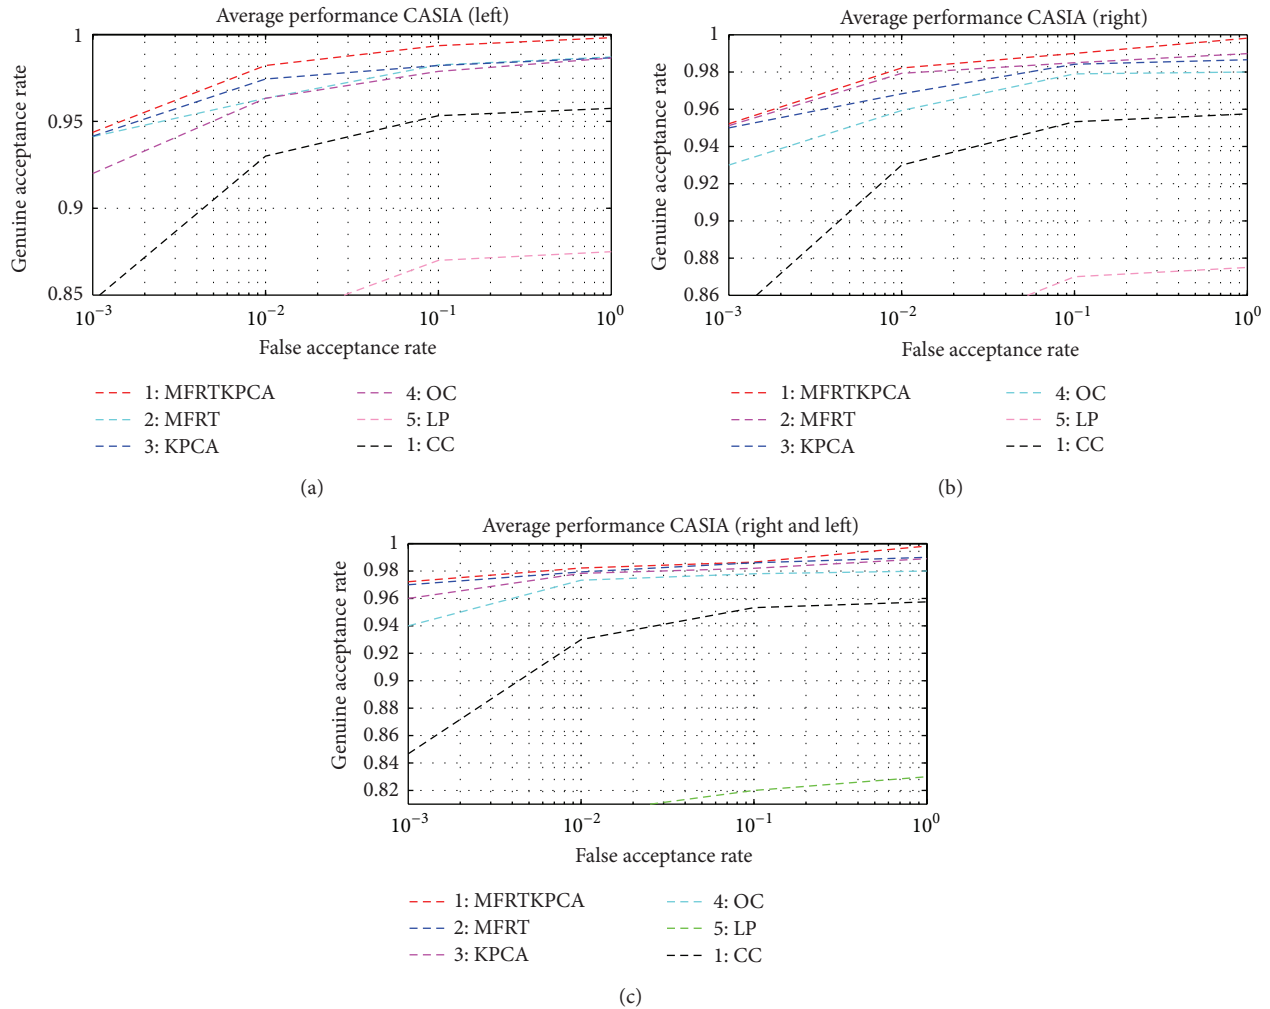 Average performance CASIA (left)
Genuine acceptance rate
1
0.95
0.9
0.85
10⁻³ 10⁻² 10⁻¹ 10⁰
False acceptance rate
1: MFRTKPCA
2: MFRT
3: KPCA
4: OC
5: LP
1: CC
(a)
Average performance CASIA (right)
Genuine acceptance rate
1
0.98
0.96
0.94
0.92
0.9
0.88
0.86
10⁻³ 10⁻² 10⁻¹ 10⁰
False acceptance rate
1: MFRTKPCA
2: MFRT
3: KPCA
4: OC
5: LP
1: CC
(b)
Average performance CASIA (right and left)
Genuine acceptance rate
1
0.98
0.96
0.94
0.92
0.9
0.88
0.86
0.84
0.82
10⁻³ 10⁻² 10⁻¹ 10⁰
False acceptance rate
1: MFRTKPCA
2: MFRT
3: KPCA
4: OC
5: LP
1: CC
(c)